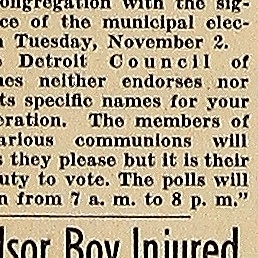 ongregation with the sig-
ce of the municipal elec-
Tuesday, November 2.
Detroit Council of
nes neither endorses nor
ts specific names for your
eration. The members of
arious communions will
they please but it is their
uty to vote. The polls will
n from 7 a. m. to 8 p. m.”
dsor Boy Injured